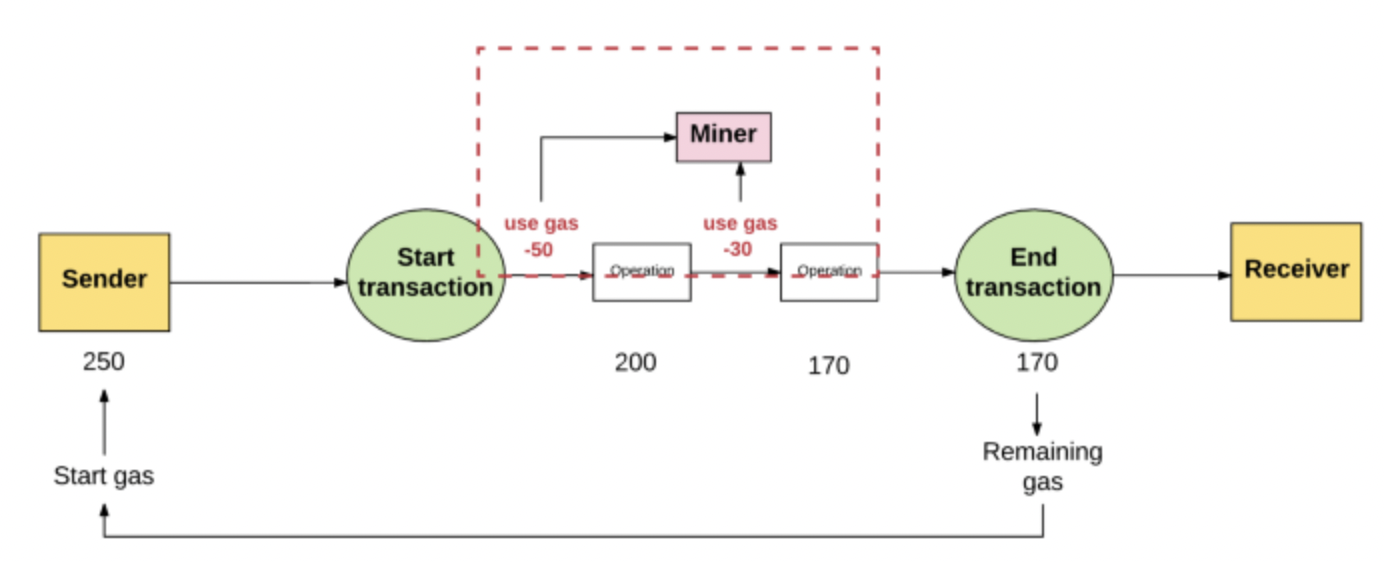 Miner
use gas
-50
use gas
-30
Sender
Start
transaction
Operation
Operation
End
transaction
Receiver
250
200
170
170
Start gas
Remaining
gas